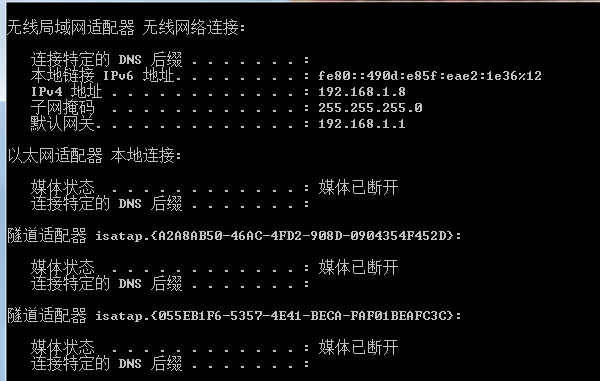 无线局域网适配器 无线网络连接:
连接特定的 DNS 后缀 . . . . . . . :
本地链接 IPv6 地址. . . . . . . . : fe80::490d:e85f:eae2:1e36%12
IPv4 地址 . . . . . . . . . . . . : 192.168.1.8
子网掩码  . . . . . . . . . . . . : 255.255.255.0
默认网关. . . . . . . . . . . . . : 192.168.1.1
以太网适配器 本地连接:
媒体状态  . . . . . . . . . . . . : 媒体已断开
连接特定的 DNS 后缀 . . . . . . . :
隧道适配器 isatap.{A2A8AB50-46AC-4FD2-908D-0904354F452D}:
媒体状态  . . . . . . . . . . . . : 媒体已断开
连接特定的 DNS 后缀 . . . . . . . :
隧道适配器 isatap.{055EB1F6-5357-4E41-BECA-FAF01BEAFC3C}:
媒体状态  . . . . . . . . . . . . : 媒体已断开
连接特定的 DNS 后缀 . . . . . . . :